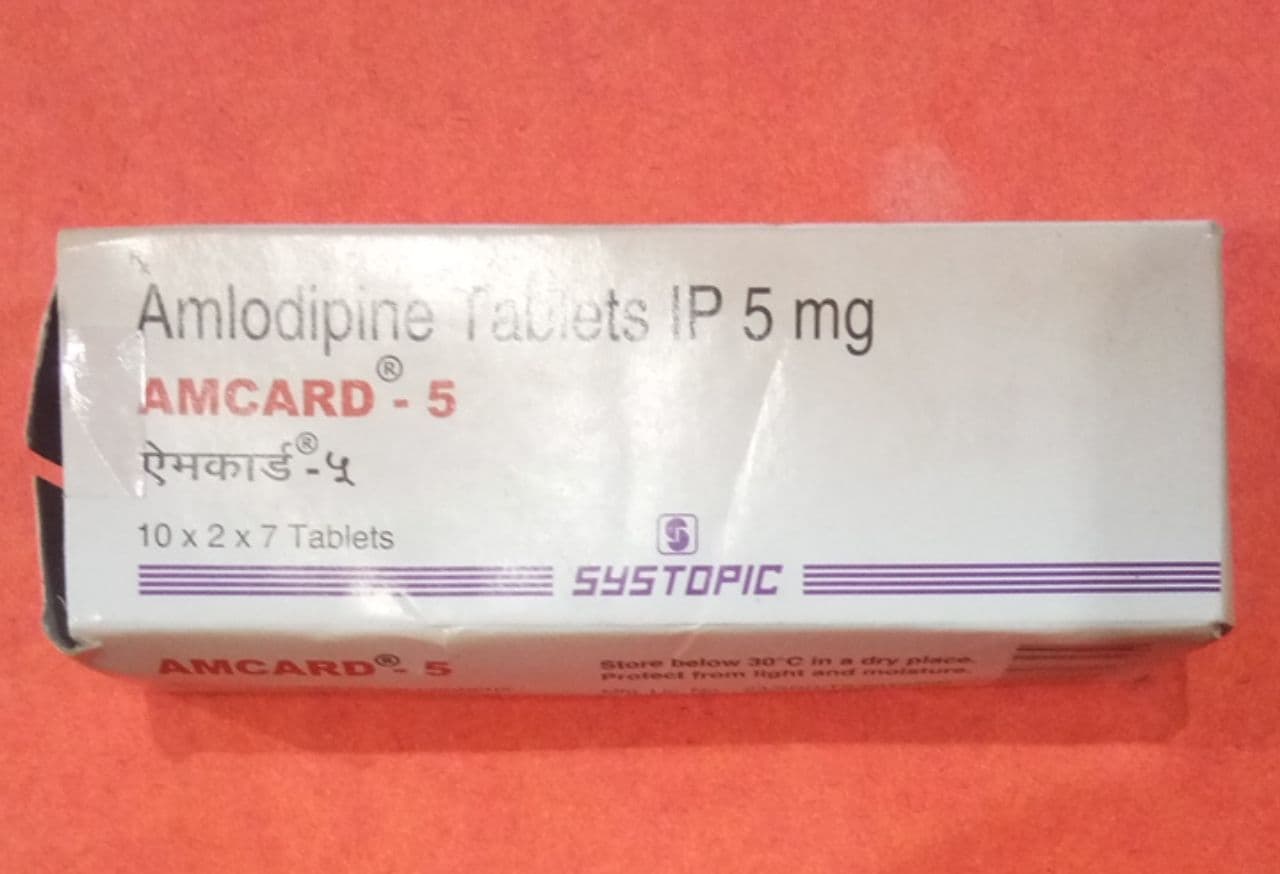 Rx
Amlodipine Tablets IP 5 mg
AMCARD® - 5
ऐमकार्ड®-५
10 x 2 x 7 Tablets
SYSTOPIC
AMCARD® - 5
Store below 30°C in a dry place.
Protect from light and moisture.